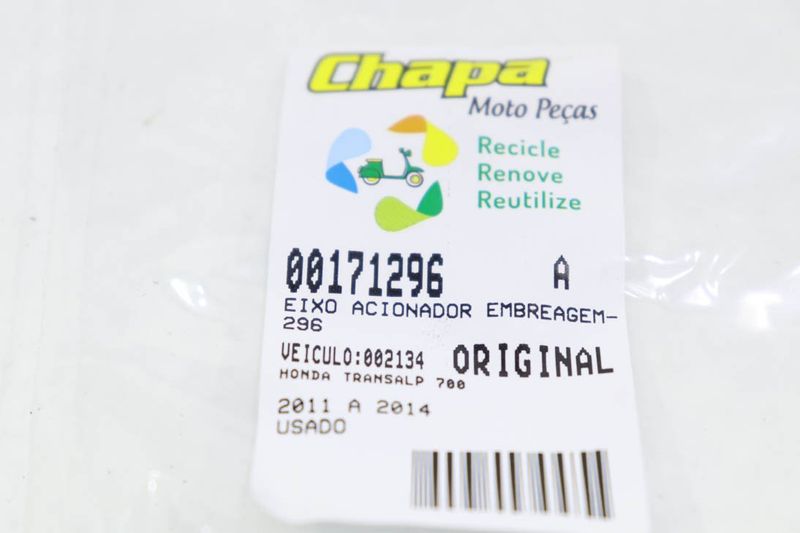 Chapa
Moto Peças
Recicle
Renove
Reutilize
00171296 A
EIXO ACIONADOR EMBREAGEM-
296
VEICULO:002134 ORIGINAL
HONDA TRANSALP 700
2011 A 2014
USADO